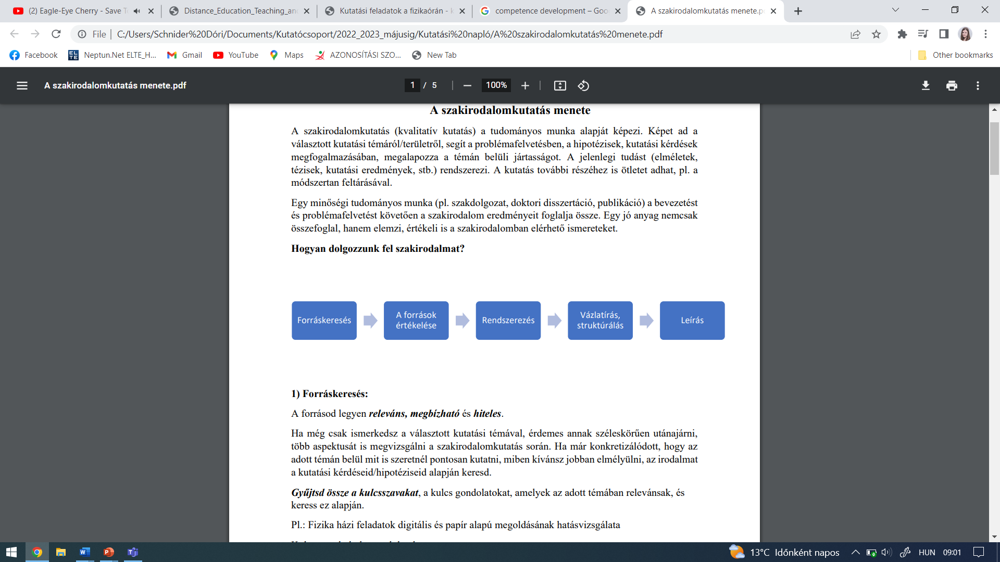 (2) Eagle-Eye Cherry - Save T
Distance_Education_Teaching_an
Kutatási feladatok a fizikaórán - k
competence development – Goo
A szakirodalomkutatás menete.p
File | C:/Users/Schnider%20Dóri/Documents/Kutatócsoport/2022_2023_májusig/Kutatási%20napló/A%20szakirodalomkutatás%20menete.pdf
Facebook
Neptun.Net ELTE_H...
Gmail
YouTube
Maps
AZONOSÍTÁSI SZO...
New Tab
Other bookmarks
A szakirodalomkutatás menete.pdf
1 / 5
100%
A szakirodalomkutatás menete
A szakirodalomkutatás (kvalitatív kutatás) a tudományos munka alapját képezi. Képet ad a
választott kutatási témáról/területről, segít a problémafelvetésben, a hipotézisek, kutatási kérdések
megfogalmazásában, megalapozza a témán belüli jártasságot. A jelenlegi tudást (elméletek,
tézisek, kutatási eredmények, stb.) rendszerezi. A kutatás további részéhez is ötletet adhat, pl. a
módszertan feltárásával.
Egy minőségi tudományos munka (pl. szakdolgozat, doktori disszertáció, publikáció) a bevezetést
és problémafelvetést követően a szakirodalom eredményeit foglalja össze. Egy jó anyag nemcsak
összefoglal, hanem elemzi, értékeli is a szakirodalomban elérhető ismereteket.
Hogyan dolgozzunk fel szakirodalmat?
Forráskeresés
A források
értékelése
Rendszerezés
Vázlatírás,
struktúrálás
Leírás
1) Forráskeresés:
A forrásod legyen releváns, megbízható és hiteles.
Ha még csak ismerkedsz a választott kutatási témával, érdemes annak széleskörűen utánajárni,
több aspektusát is megvizsgálni a szakirodalomkutatás során. Ha már konkretizálódott, hogy az
adott témán belül mit is szeretnél pontosan kutatni, miben kívánsz jobban elmélyülni, az irodalmat
a kutatási kérdéseid/hipotéziseid alapján keresd.
Gyűjtsd össze a kulcsszavakat, a kulcs gondolatokat, amelyek az adott témában relevánsak, és
keress ez alapján.
Pl.: Fizika házi feladatok digitális és papír alapú megoldásának hatásvizsgálata
13°C Időnként napos
HUN
09:01